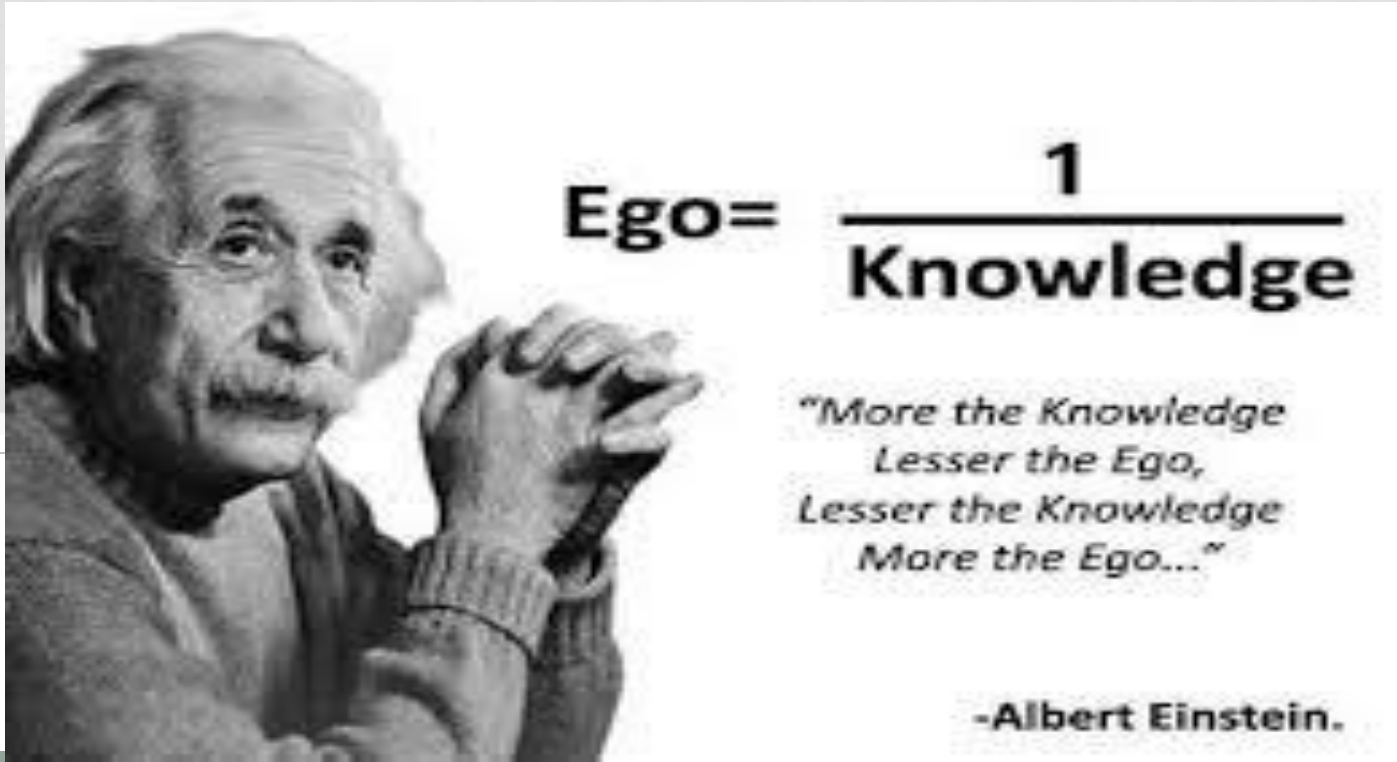 Ego= 1
Knowledge
“More the Knowledge
Lesser the Ego,
Lesser the Knowledge
More the Ego...”
-Albert Einstein.